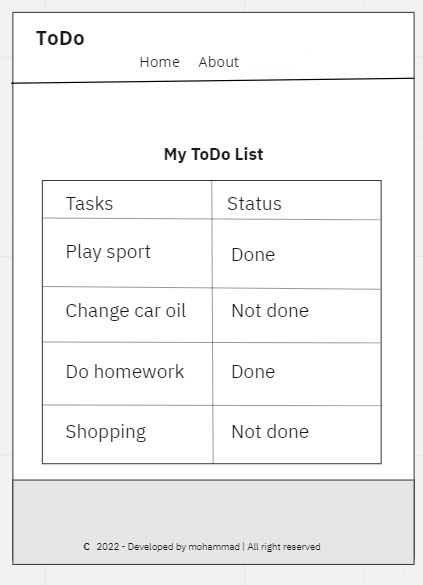 ToDo
Home About
My ToDo List
Tasks Status
Play sport Done
Change car oil Not done
Do homework Done
Shopping Not done
C 2022 - Developed by mohammad | All right reserved